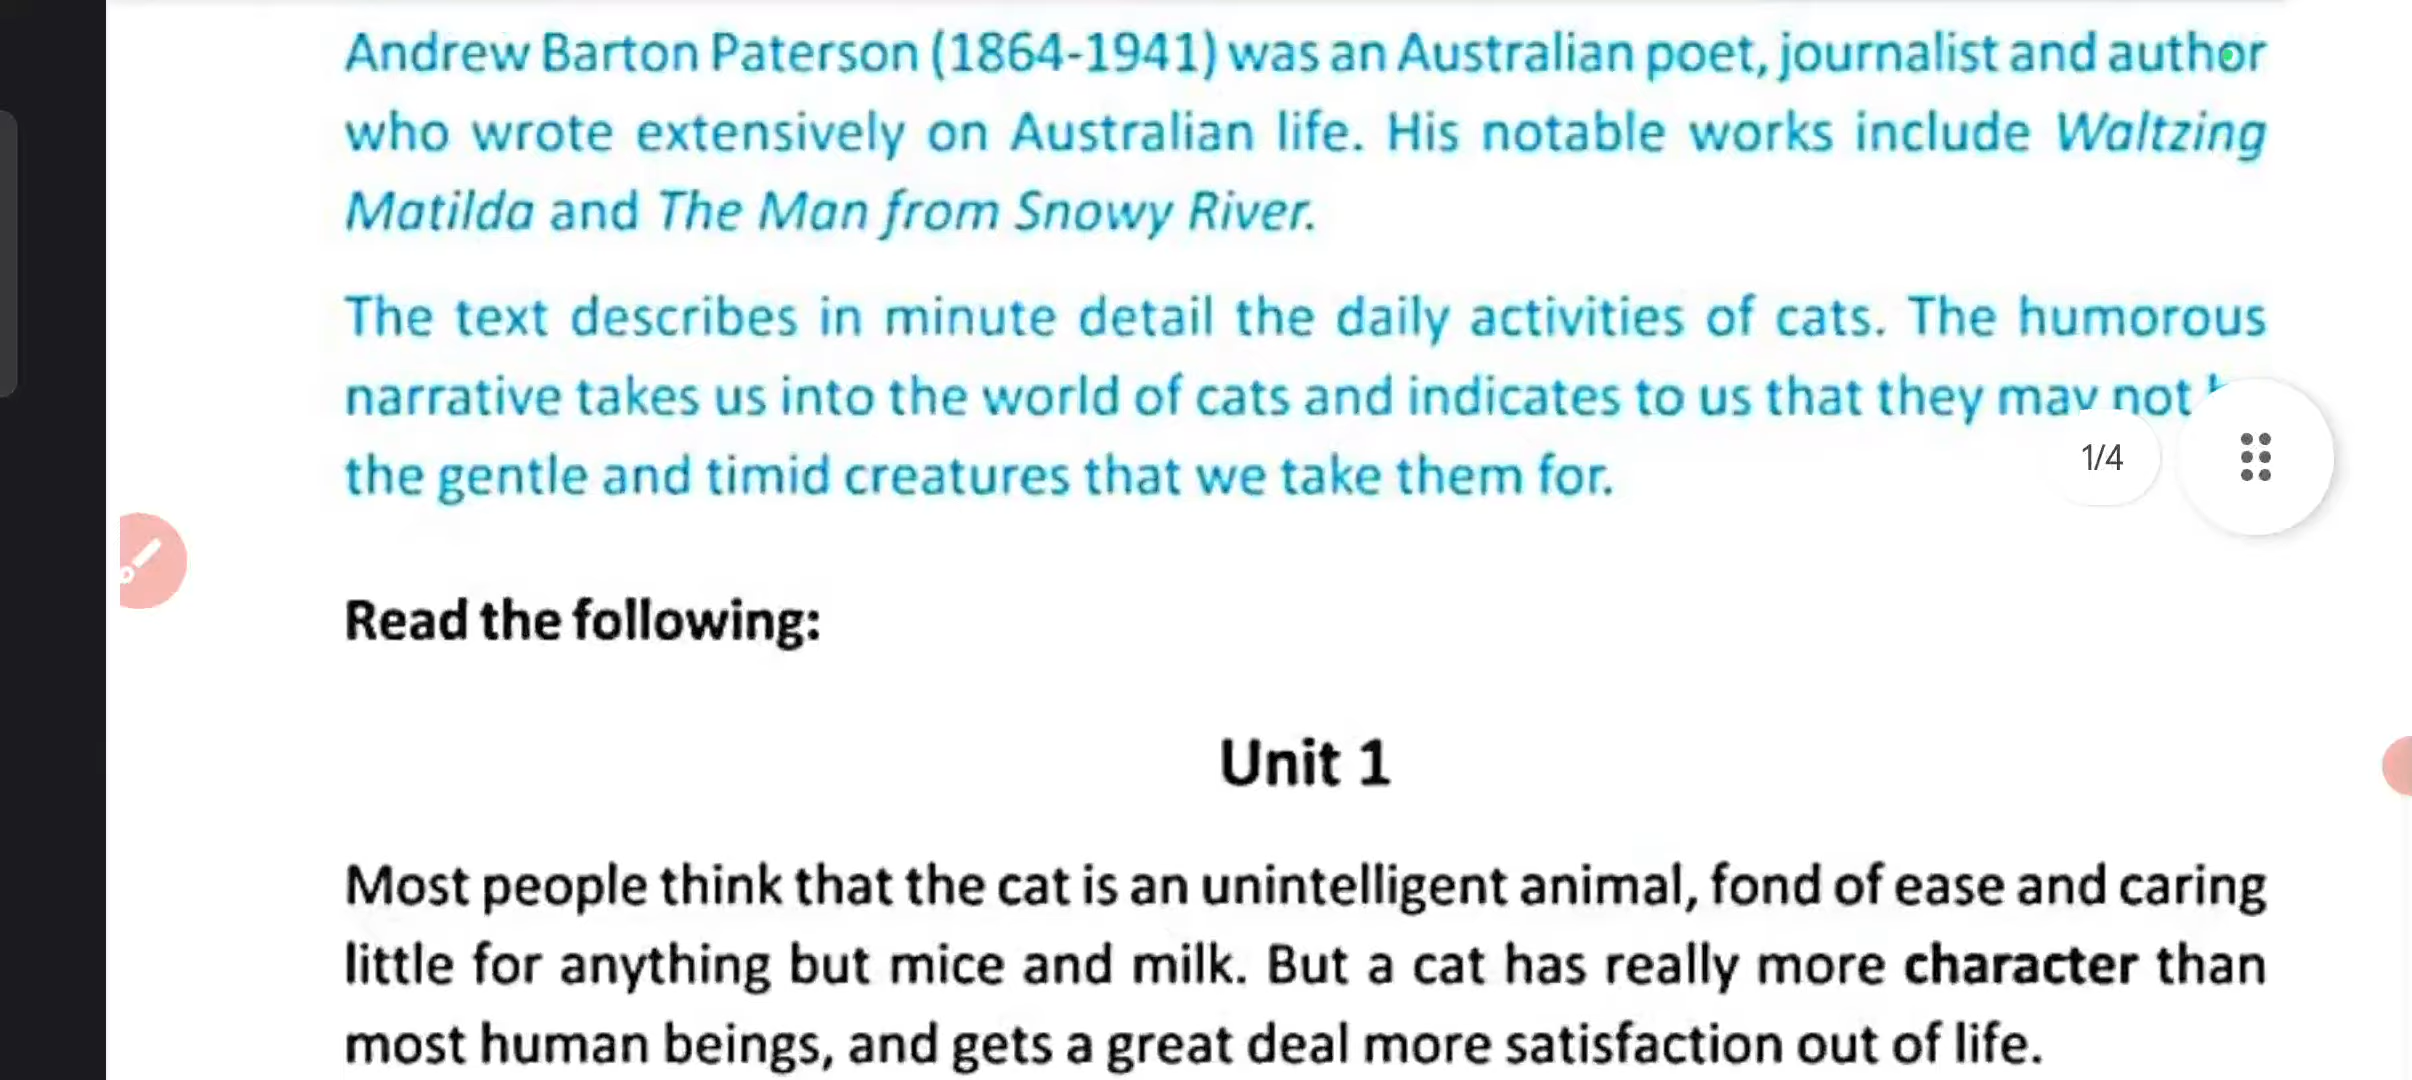 Andrew Barton Paterson (1864-1941) was an Australian poet, journalist and author
who wrote extensively on Australian life. His notable works include Waltzing
Matilda and The Man from Snowy River.
The text describes in minute detail the daily activities of cats. The humorous
narrative takes us into the world of cats and indicates to us that they may not
the gentle and timid creatures that we take them for.
1/4
Read the following:
Unit 1
Most people think that the cat is an unintelligent animal, fond of ease and caring
little for anything but mice and milk. But a cat has really more character than
most human beings, and gets a great deal more satisfaction out of life.